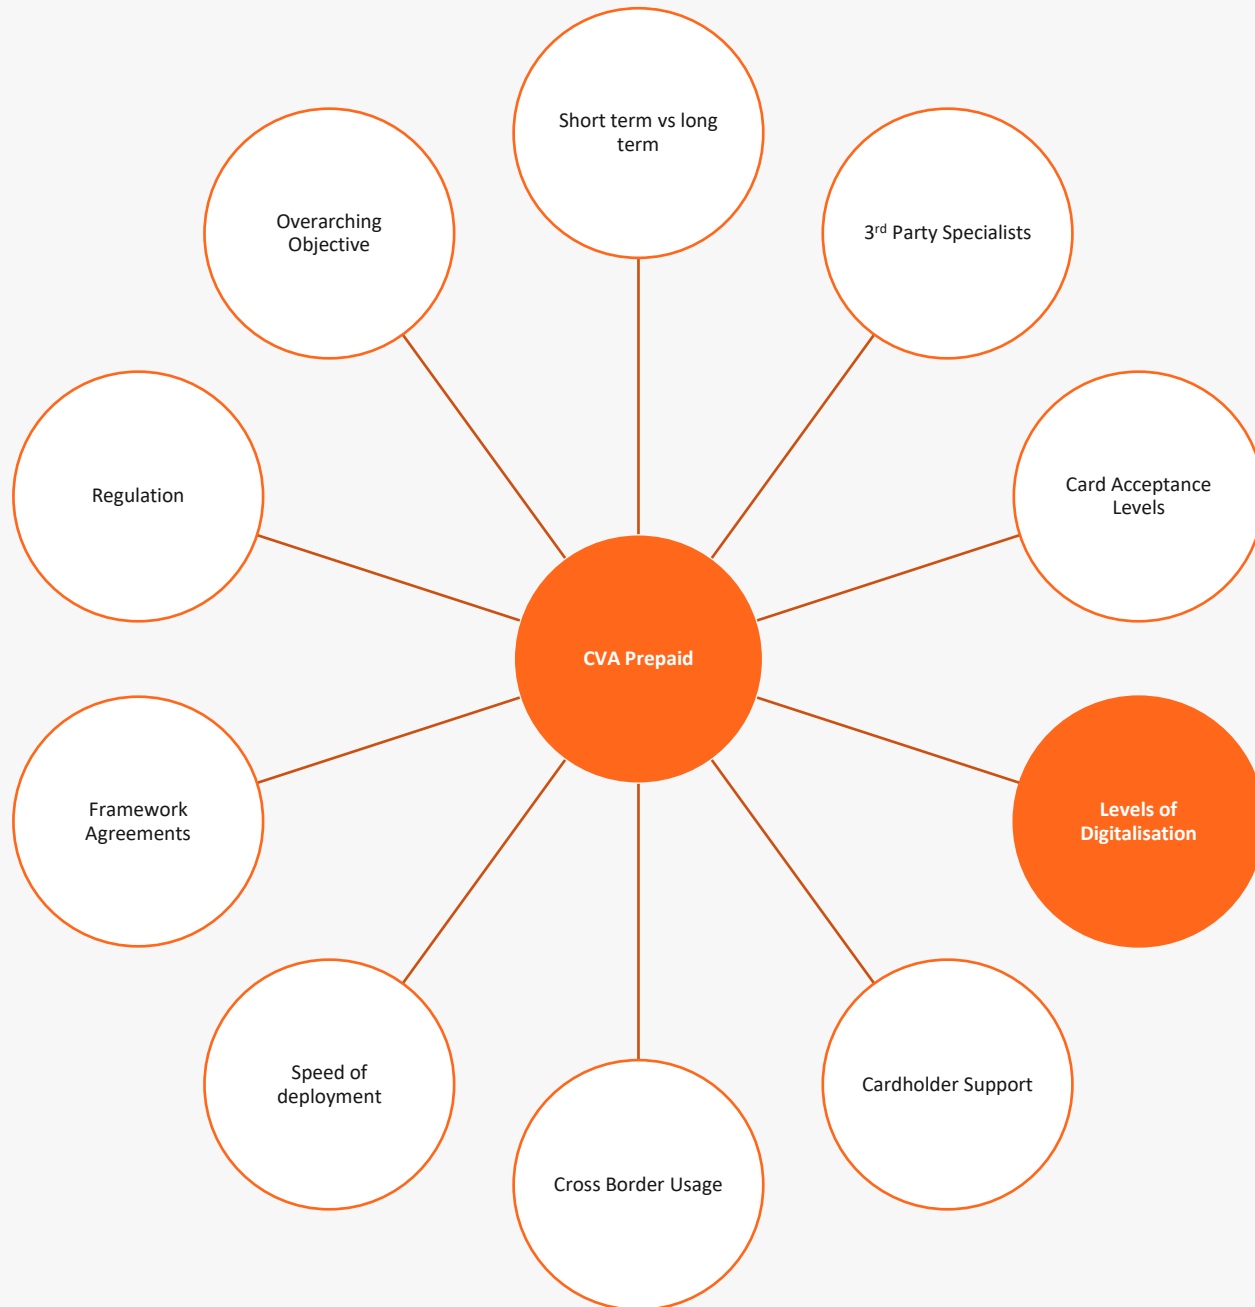 Short term vs long
term
Overarching
Objective
3rd Party Specialists
Regulation
Card Acceptance
Levels
CVA Prepaid
Framework
Agreements
Levels of
Digitalisation
Speed of
deployment
Cardholder Support
Cross Border Usage